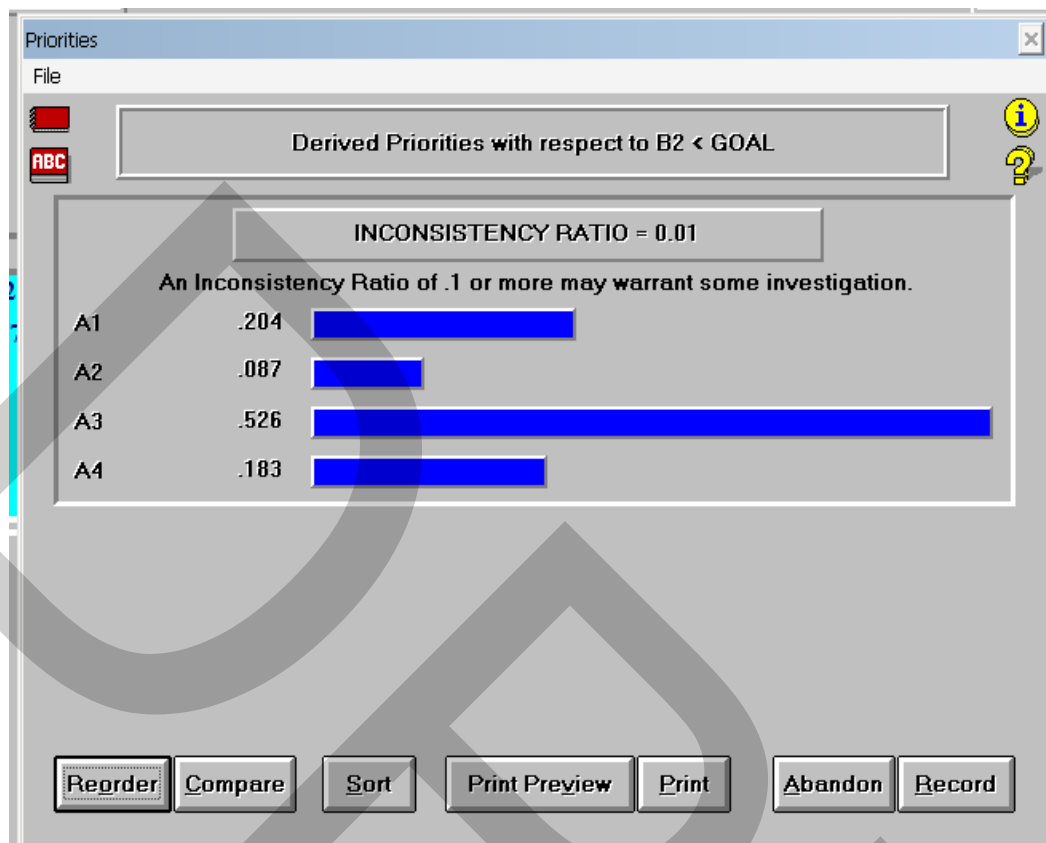 Priorities
File
ABC
Derived Priorities with respect to B2 < GOAL
i
?
INCONSISTENCY RATIO = 0.01
An Inconsistency Ratio of .1 or more may warrant some investigation.
A1 .204
A2 .087
A3 .526
A4 .183
Reorder Compare Sort Print Preview Print Abandon Record